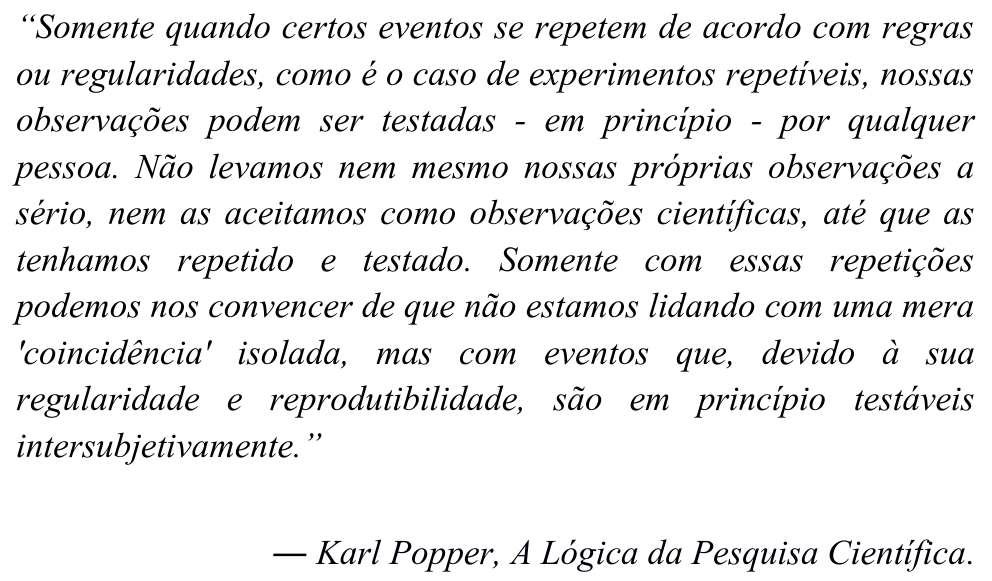 “Somente quando certos eventos se repetem de acordo com regras
ou regularidades, como é o caso de experimentos repetíveis, nossas
observações podem ser testadas - em princípio - por qualquer
pessoa. Não levamos nem mesmo nossas próprias observações a
sério, nem as aceitamos como observações científicas, até que as
tenhamos repetido e testado. Somente com essas repetições
podemos nos convencer de que não estamos lidando com uma mera
'coincidência' isolada, mas com eventos que, devido à sua
regularidade e reprodutibilidade, são em princípio testáveis
intersubjetivamente.”
— Karl Popper, A Lógica da Pesquisa Científica.